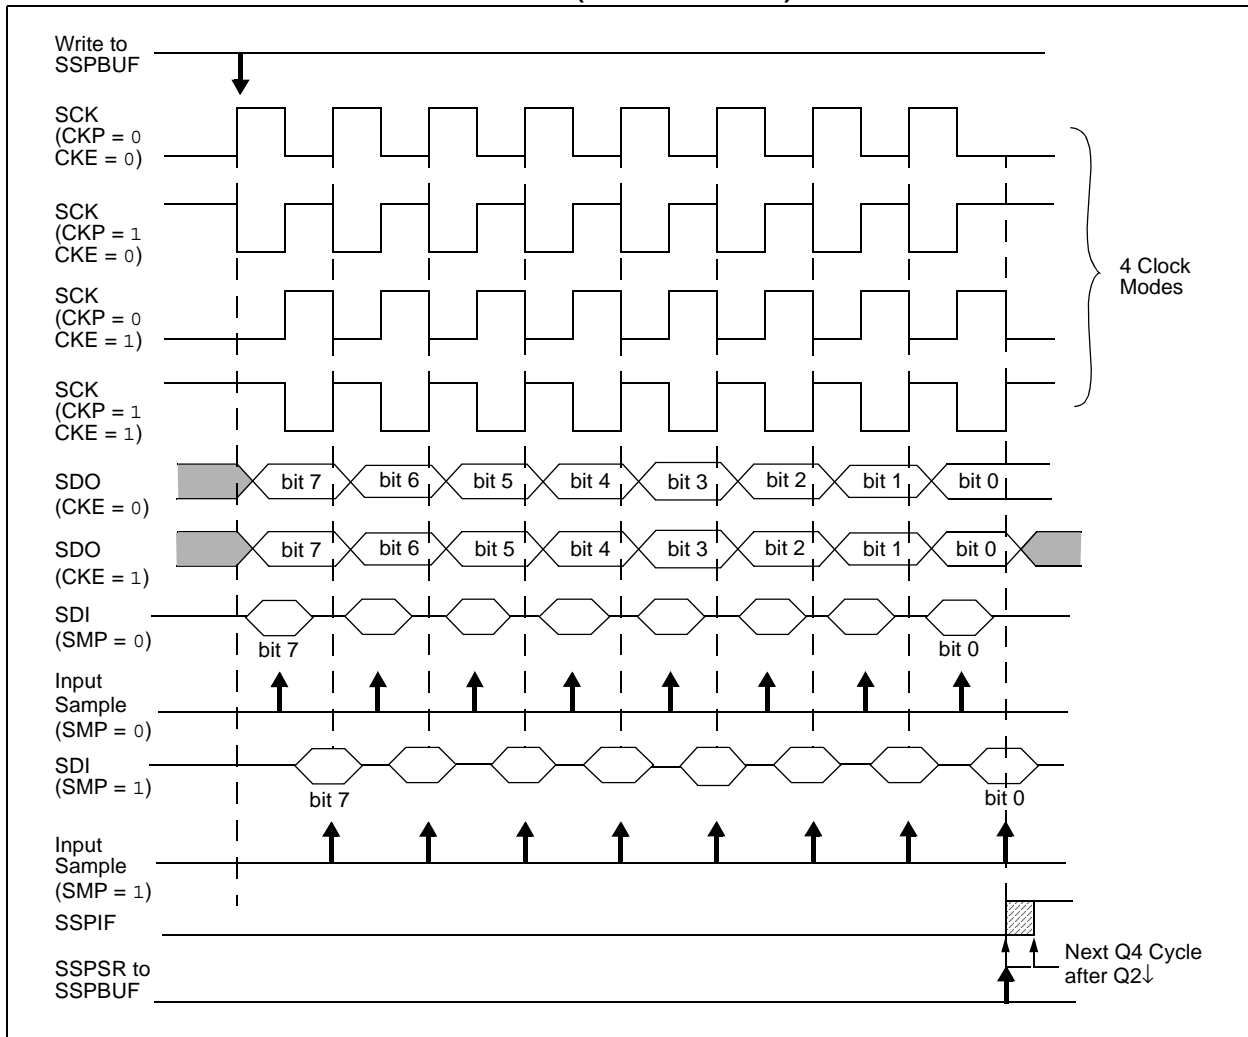 Write to
SSPBUF
SCK
(CKP = 0
CKE = 0)
SCK
(CKP = 1
CKE = 0)
SCK
(CKP = 0
CKE = 1)
SCK
(CKP = 1
CKE = 1)
4 Clock
Modes
SDO
(CKE = 0)
bit 7 bit 6 bit 5 bit 4 bit 3 bit 2 bit 1 bit 0
SDO
(CKE = 1)
bit 7 bit 6 bit 5 bit 4 bit 3 bit 2 bit 1 bit 0
SDI
(SMP = 0)
bit 7 bit 0
Input
Sample
(SMP = 0)
SDI
(SMP = 1)
bit 7 bit 0
Input
Sample
(SMP = 1)
SSPIF
SSPSR to
SSPBUF
Next Q4 Cycle
after Q2↓